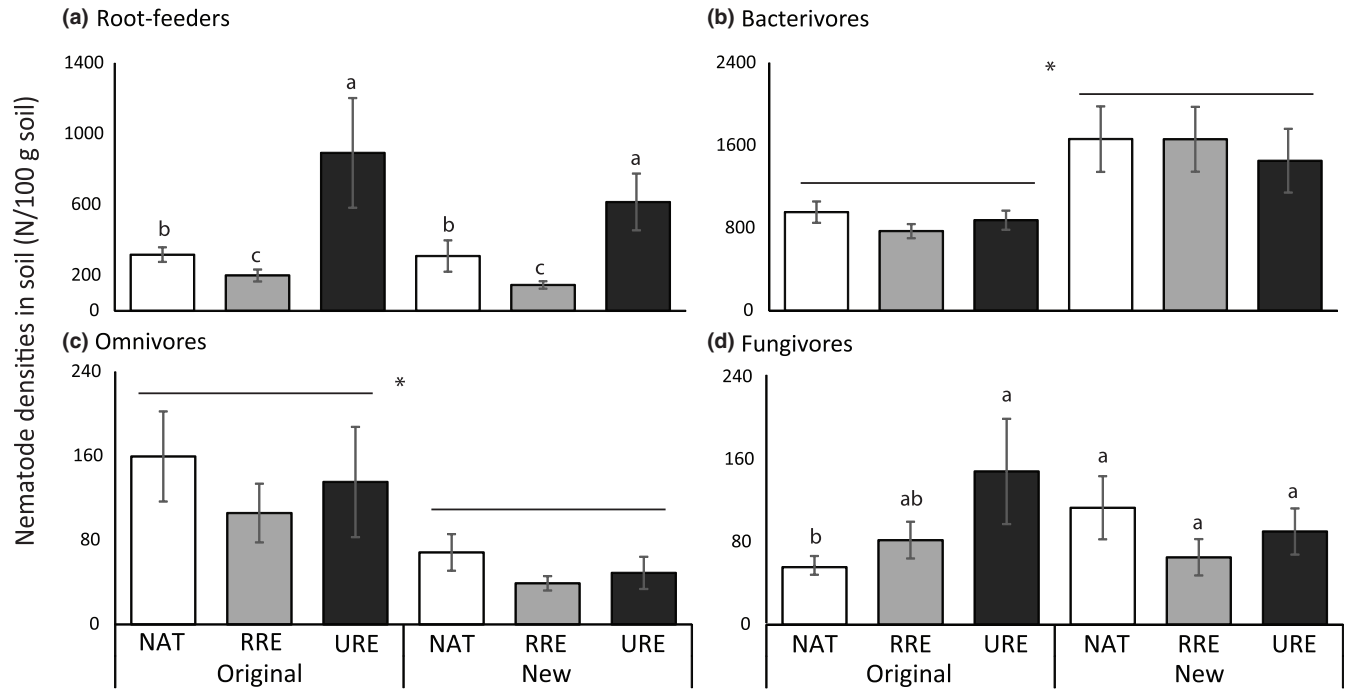 (a) Root-feeders
(b) Bacterivores
Nematode densities in soil (N/100 g soil)
1400
1000
600
200
0
b
c
a
b
c
a
2400
1600
800
0
*
(c) Omnivores
(d) Fungivores
240
160
80
0
*
240
160
80
0
b
ab
a
a
a
a
NAT RRE URE NAT RRE URE
Original New
NAT RRE URE NAT RRE URE
Original New